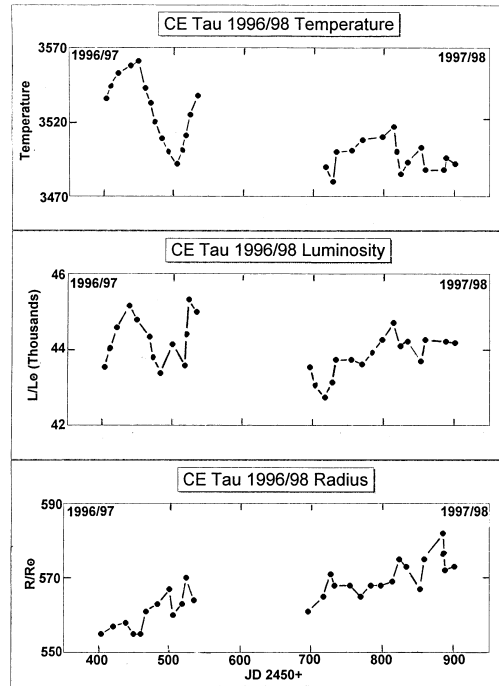 CE Tau 1996/98 Temperature
1996/97
1997/98
Temperature
3570
3520
3470
CE Tau 1996/98 Luminosity
1996/97
1997/98
L/L⊙ (Thousands)
46
44
42
CE Tau 1996/98 Radius
1996/97
1997/98
R/R⊙
590
570
550
400 500 600 700 800 900
JD 2450+